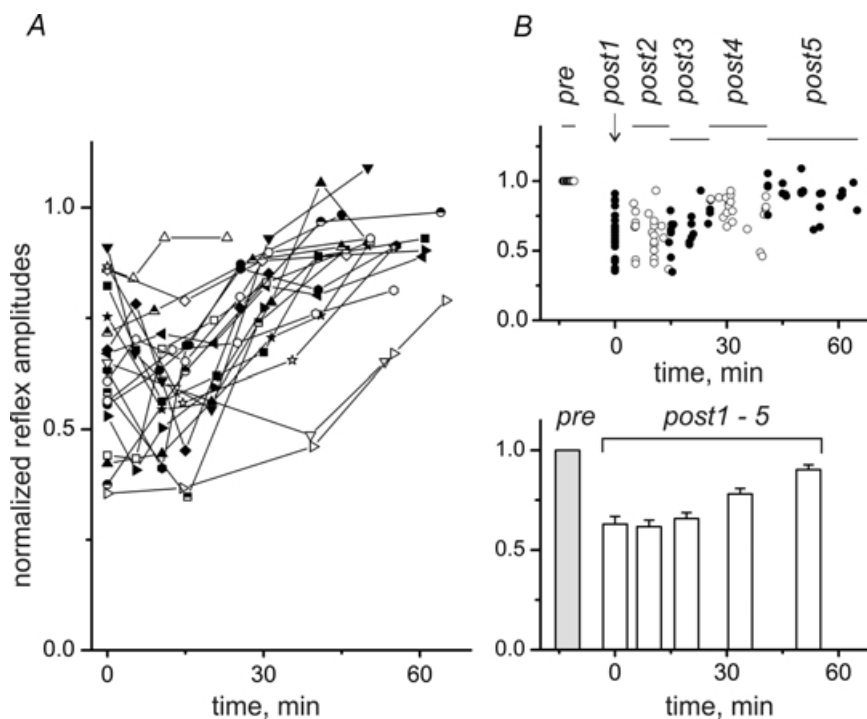 A
normalized reflex amplitudes
1.0
0.5
0.0
0 30 60
time, min
B
pre post1 post2 post3 post4 post5
1.0
0.5
0.0
0 30 60
time, min
pre post1 - 5
1.0
0.5
0.0
0 30 60
time, min